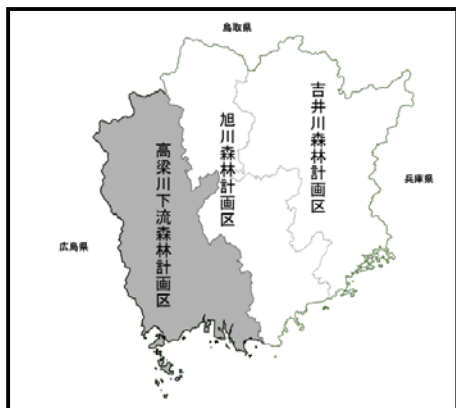 鳥取県
吉井川森林計画区
旭川森林計画区
高梁川下流森林計画区
兵庫県
広島県